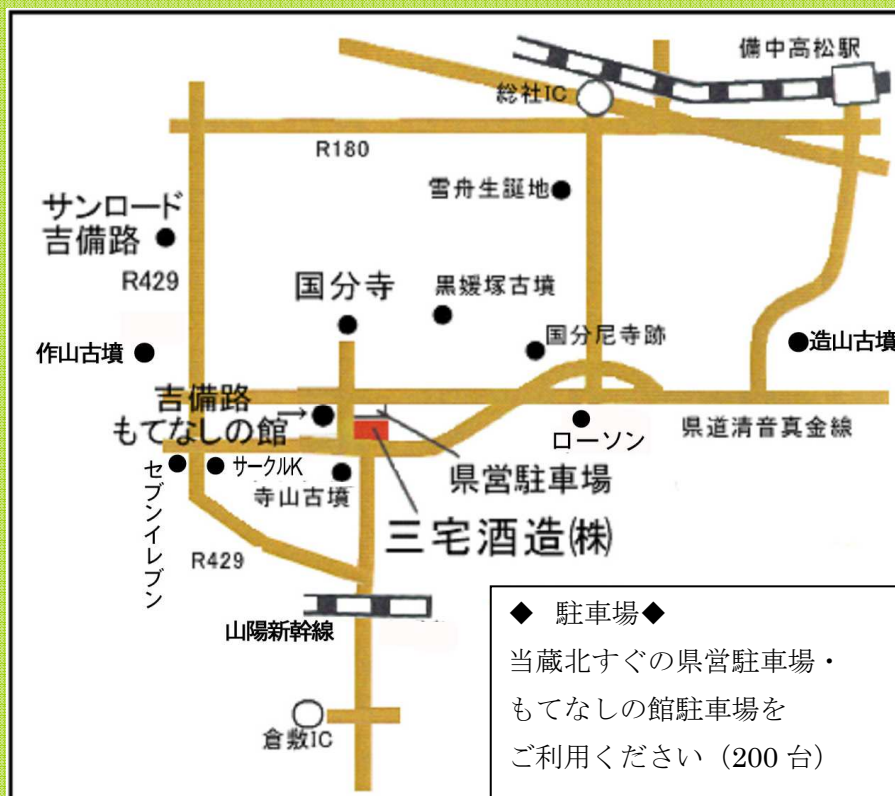 備中高松駅
総社IC
R180
雪舟生誕地
サンロード
吉備路
R429
国分寺
黒媛塚古墳
国分尼寺跡
作山古墳
造山古墳
吉備路
もてなしの館
→
ローソン
県道清音真金線
セブンイレブン
サークルK
寺山古墳
県営駐車場
三宅酒造㈱
R429
山陽新幹線
倉敷IC
◆ 駐車場◆
当蔵北すぐの県営駐車場・
もてなしの館駐車場を
ご利用ください（200 台）